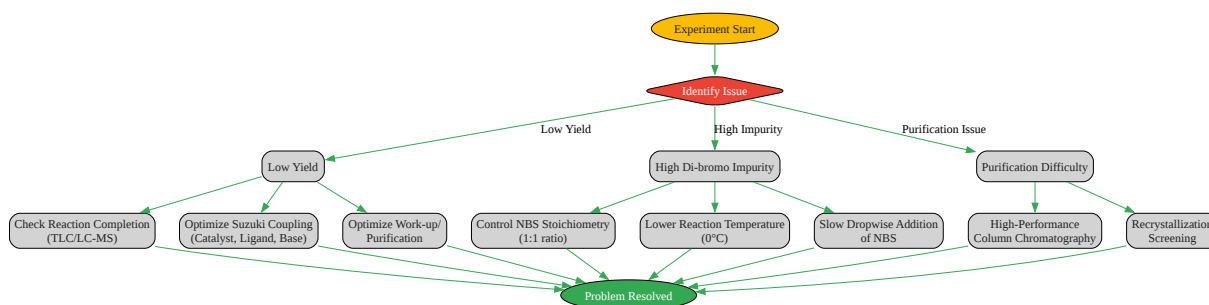 Experiment Start
Identify Issue
Low Yield
High Impurity
Purification Issue
Low Yield
High Di-bromo Impurity
Purification Difficulty
Check Reaction Completion
(TLC/LC-MS)
Optimize Suzuki Coupling
(Catalyst, Ligand, Base)
Optimize Work-up/
Purification
Control NBS Stoichiometry
(1:1 ratio)
Lower Reaction Temperature
(0°C)
Slow Dropwise Addition
of NBS
High-Performance
Column Chromatography
Recrystallization
Screening
Problem Resolved